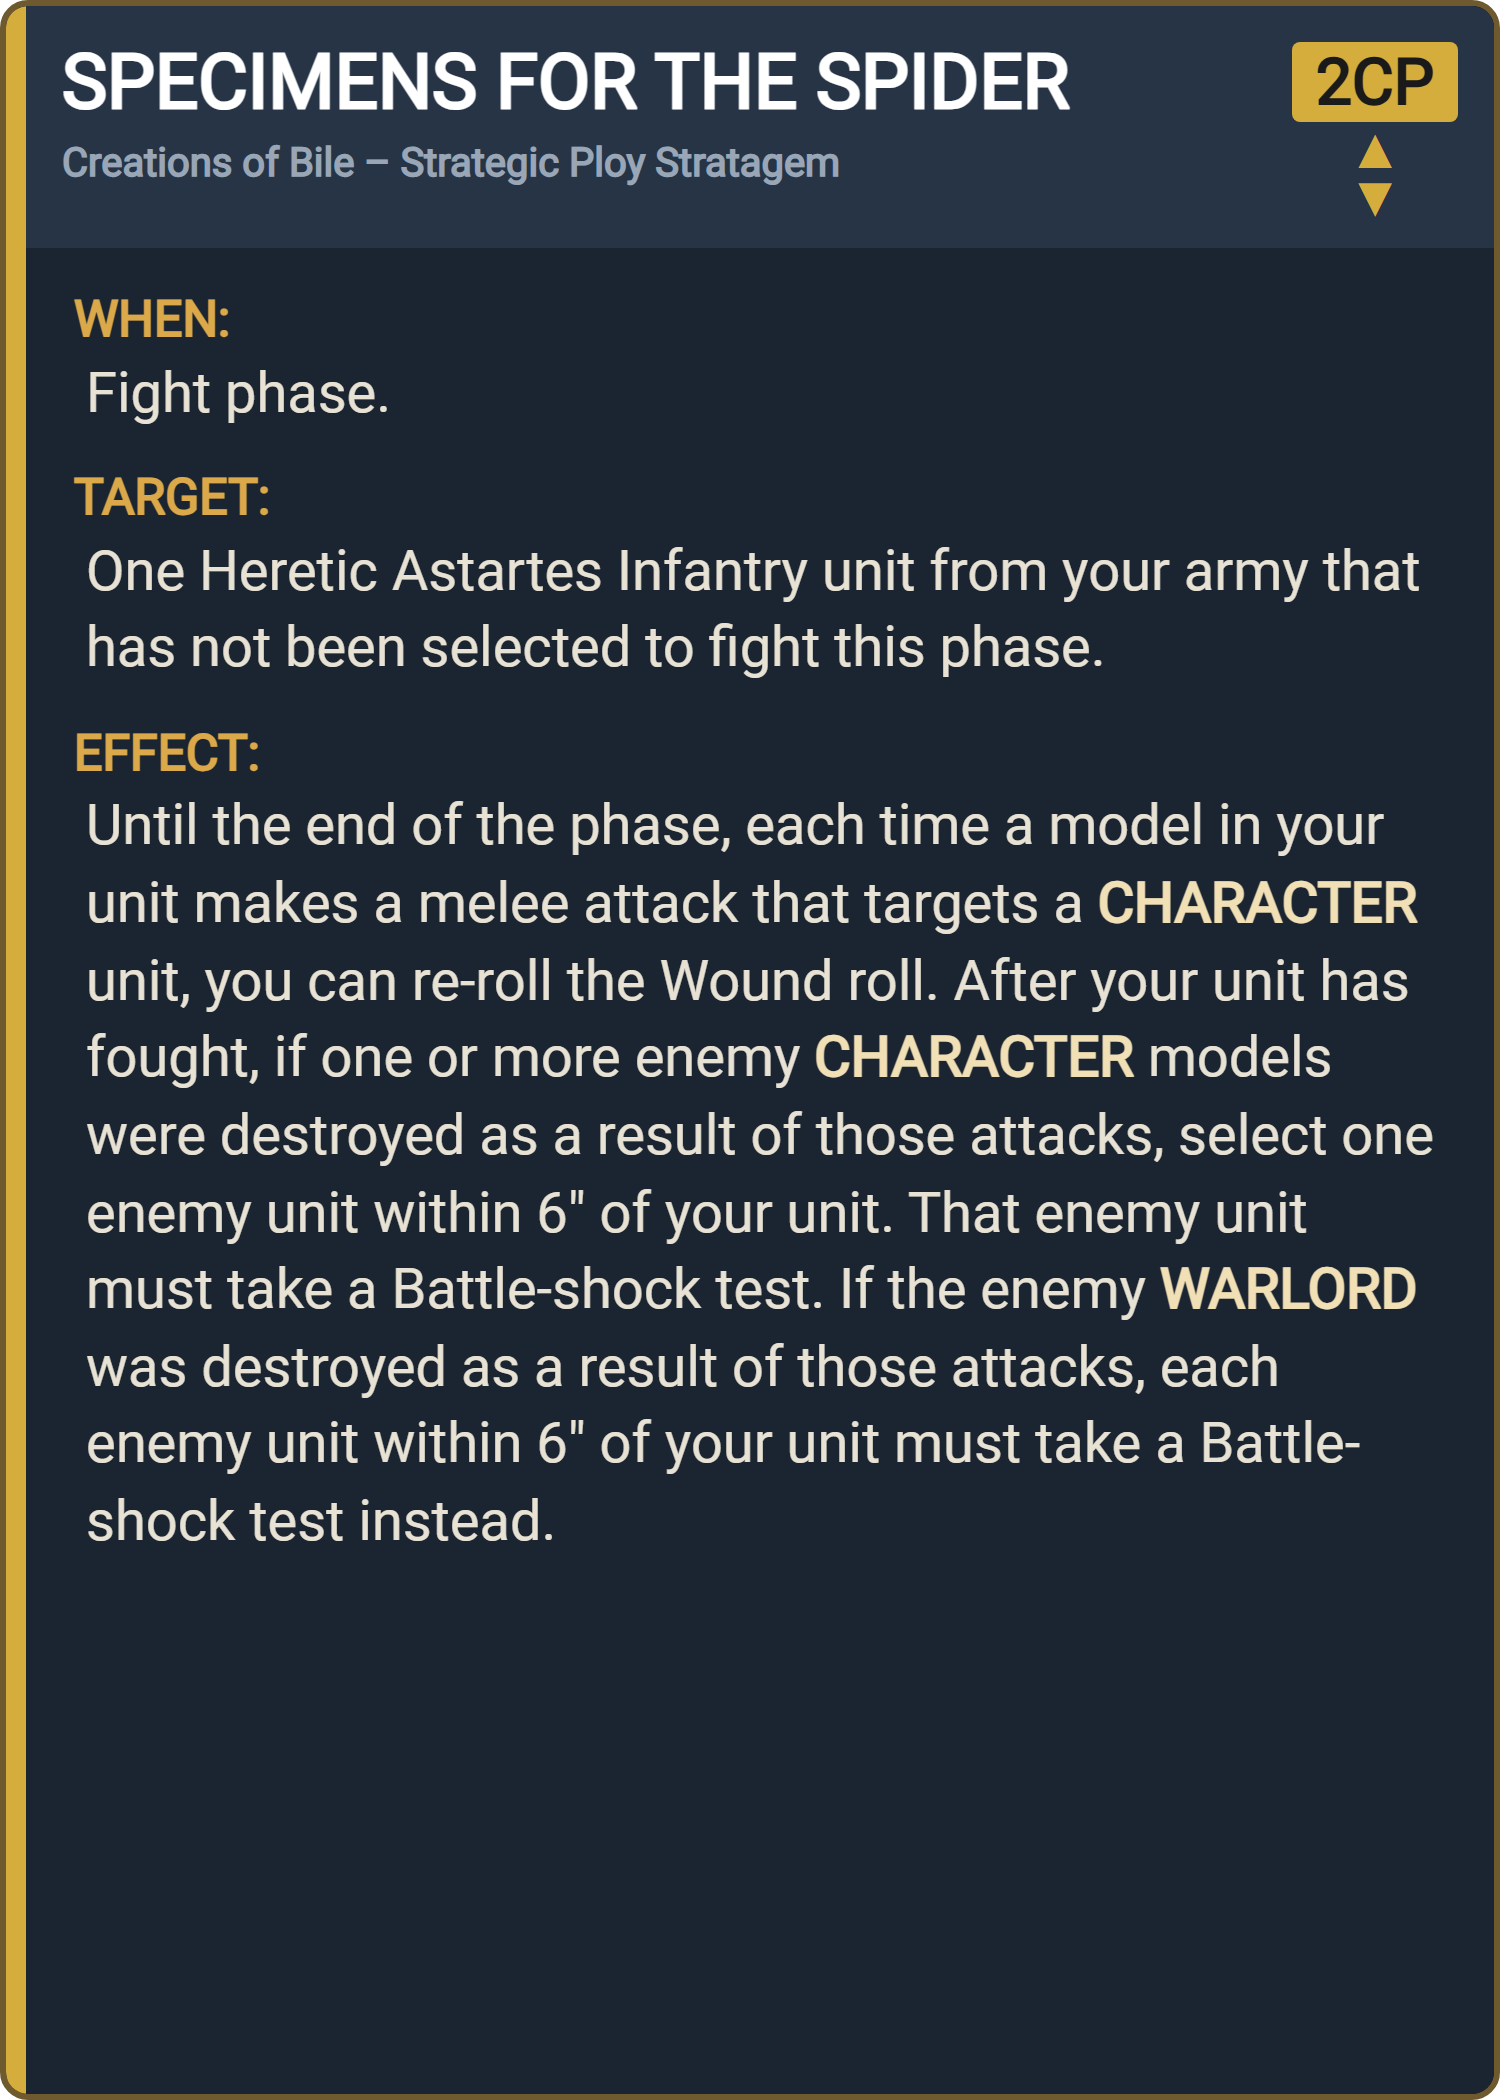 SPECIMENS FOR THE SPIDER
2CP
Creations of Bile – Strategic Ploy Stratagem
WHEN:
Fight phase.
TARGET:
One Heretic Astartes Infantry unit from your army that
has not been selected to fight this phase.
EFFECT:
Until the end of the phase, each time a model in your
unit makes a melee attack that targets a CHARACTER
unit, you can re-roll the Wound roll. After your unit has
fought, if one or more enemy CHARACTER models
were destroyed as a result of those attacks, select one
enemy unit within 6" of your unit. That enemy unit
must take a Battle-shock test. If the enemy WARLORD
was destroyed as a result of those attacks, each
enemy unit within 6" of your unit must take a Battle-
shock test instead.